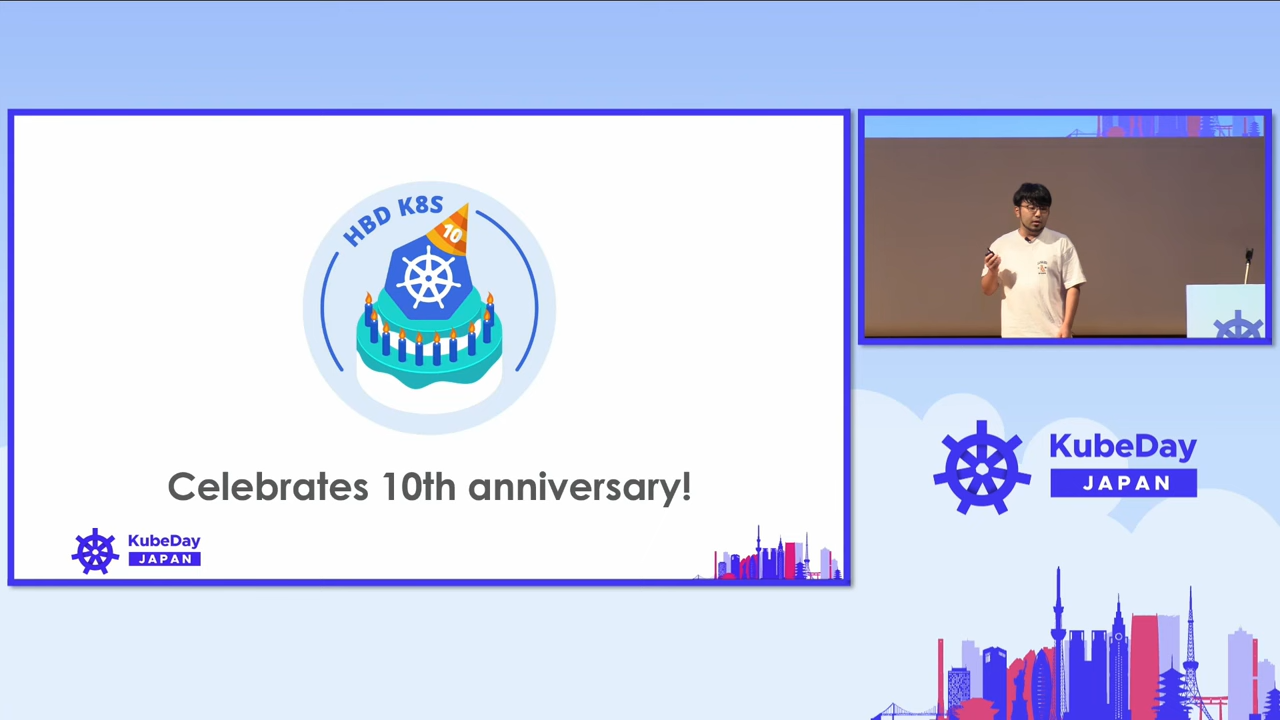 HBD K8S
10
Celebrates 10th anniversary!
KubeDay
JAPAN
KubeDay
JAPAN